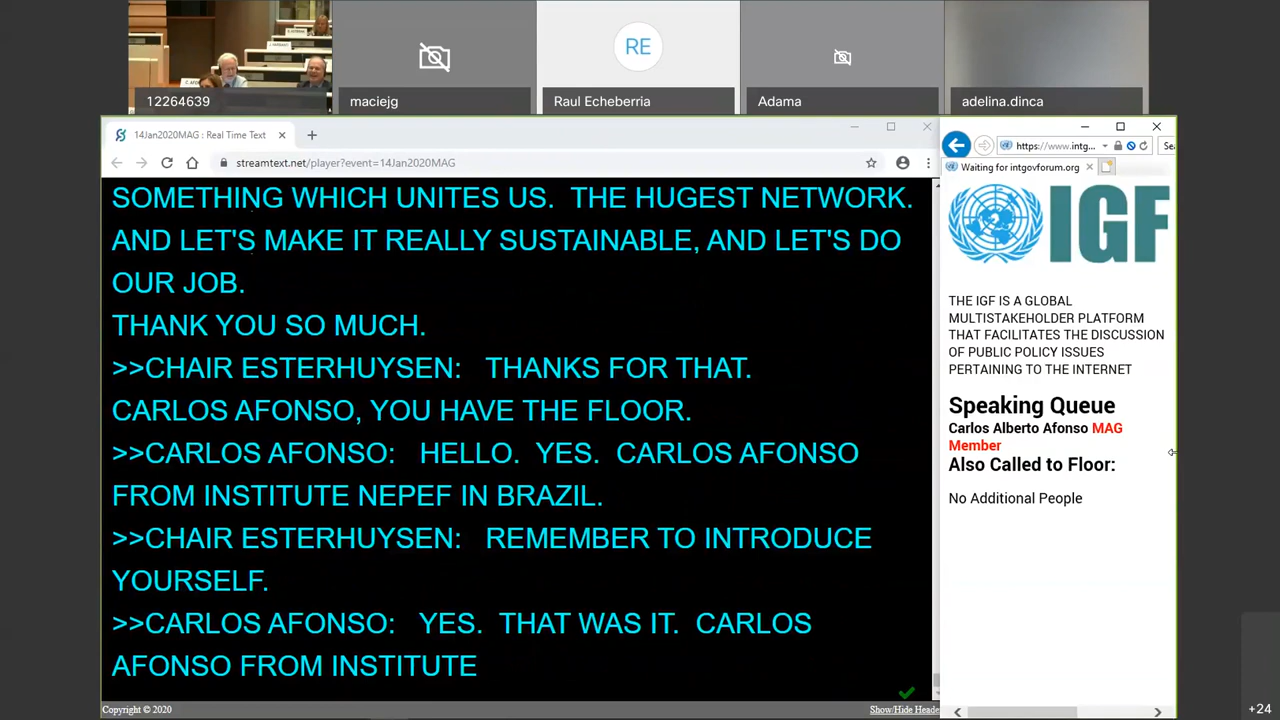 12264639
maciejg
RE
Raul Echeberria
Adama
adelina.dinca
14Jan2020MAG : Real Time Text
streamtext.net/player?event=14Jan2020MAG
SOMETHING WHICH UNITES US. THE HUGEST NETWORK.
AND LET'S MAKE IT REALLY SUSTAINABLE, AND LET'S DO
OUR JOB.
THANK YOU SO MUCH.
>>CHAIR ESTERHUYSEN: THANKS FOR THAT.
CARLOS AFONSO, YOU HAVE THE FLOOR.
>>CARLOS AFONSO: HELLO. YES. CARLOS AFONSO
FROM INSTITUTE NEPEF IN BRAZIL.
>>CHAIR ESTERHUYSEN: REMEMBER TO INTRODUCE
YOURSELF.
>>CARLOS AFONSO: YES. THAT WAS IT. CARLOS
AFONSO FROM INSTITUTE
Copyright © 2020
Show/Hide Heade
https://www.intg...
Sea
Waiting for intgovforum.org
IGF
THE IGF IS A GLOBAL
MULTISTAKEHOLDER PLATFORM
THAT FACILITATES THE DISCUSSION
OF PUBLIC POLICY ISSUES
PERTAINING TO THE INTERNET
Speaking Queue
Carlos Alberto Afonso MAG
Member
Also Called to Floor:
No Additional People
+24